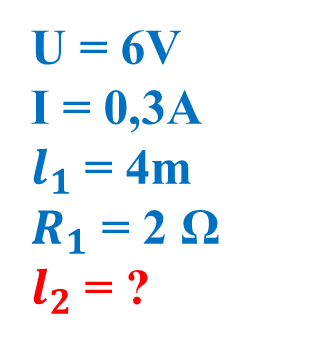 U = 6V
I = 0,3A
l₁ = 4m
R₁ = 2 Ω
l₂ = ?